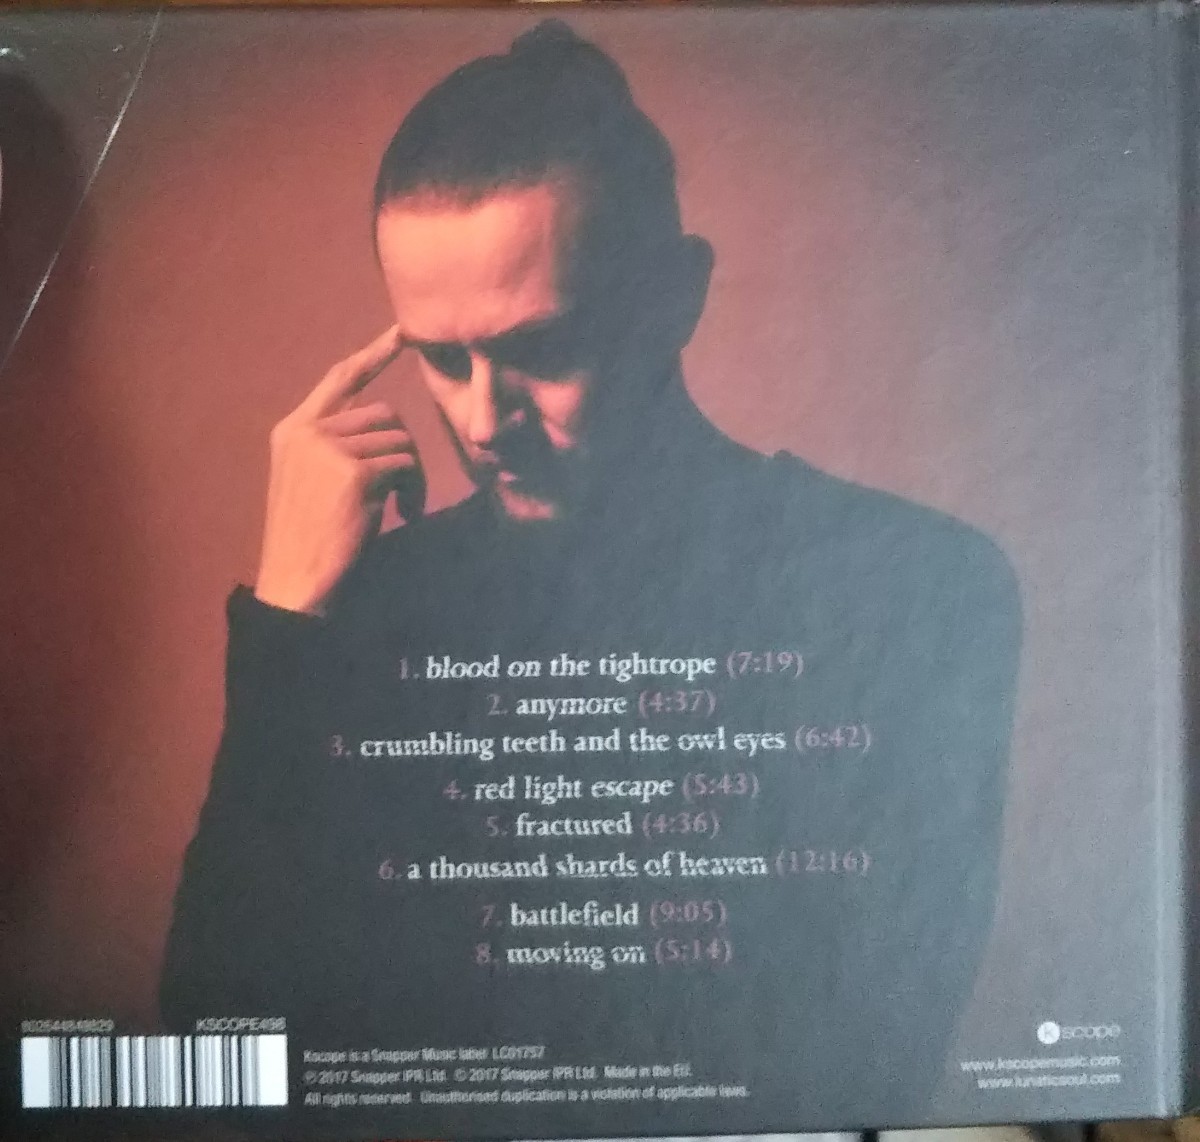 1. blood on the tightrope (7:19)
2. anymore (4:37)
3. crumbling teeth and the owl eyes (6:42)
4. red light escape (5:43)
5. fractured (4:36)
6. a thousand shards of heaven (12:16)
7. battlefield (9:05)
8. moving on (5:14)
KSCOPE498
Kscope is a Snapper Music label LC01757
℗ 2017 Snapper IPR Ltd. © 2017 Snapper IPR Ltd. Made in the EU.
All rights reserved. Unauthorised duplication is a violation of applicable laws.
kscope
www.kscopemusic.com
www.lunaticsoul.com